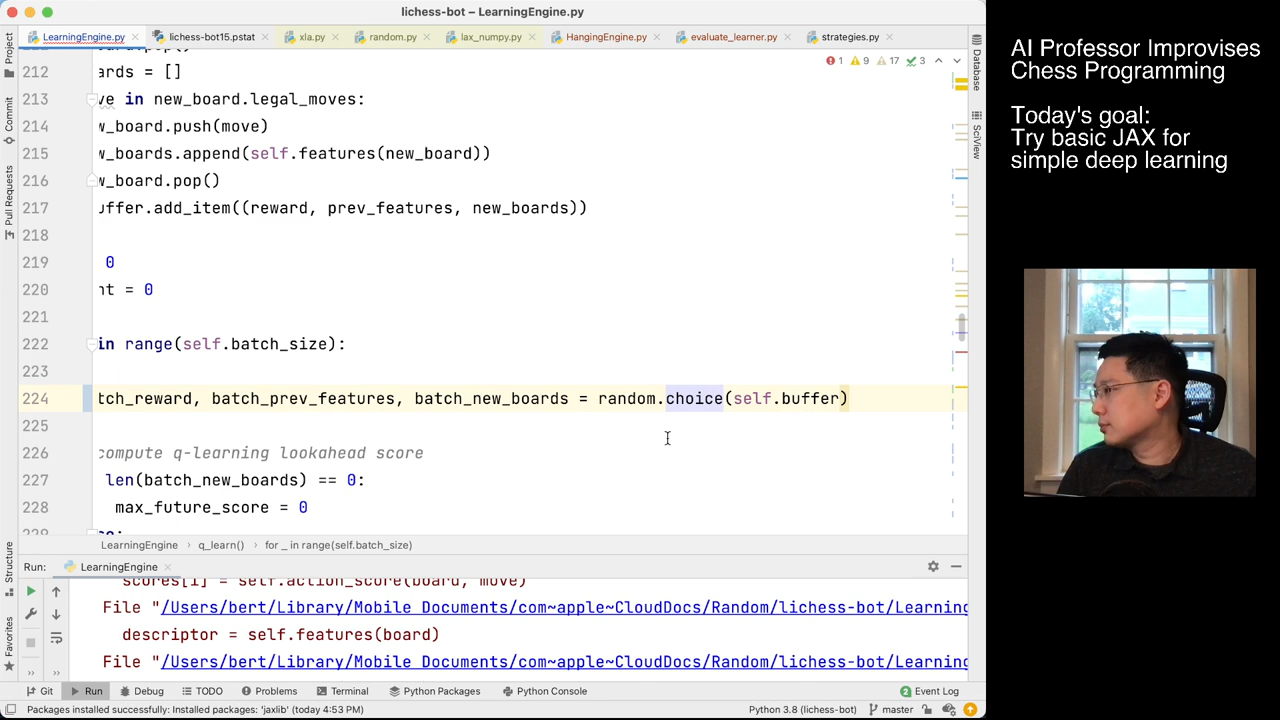 lichess-bot – LearningEngine.py
LearningEngine.py
lichess-bot15.pstat
xla.py
random.py
lax_numpy.py
HangingEngine.py
evaluate_learner.py
strategies.py
AI Professor Improvises
Chess Programming
Today's goal:
Try basic JAX for
simple deep learning
1 9 17 3
212 ards = []
213 ve in new_board.legal_moves:
214 w_board.push(move)
215 w_boards.append(self.features(new_board))
216 w_board.pop()
217 uffer.add_item((reward, prev_features, new_boards))
218
219 0
220 nt = 0
221
222 in range(self.batch_size):
223
224 tch_reward, batch_prev_features, batch_new_boards = random.choice(self.buffer)
225
226 compute q-learning lookahead score
227 len(batch_new_boards) == 0:
228 max_future_score = 0
Project
Commit
Pull Requests
Structure
Favorites
Database
SciView
LearningEngine
q_learn()
for _ in range(self.batch_size)
Run:
LearningEngine
scores[i] = self.action_score(board, move)
File "/Users/bert/Library/Mobile Documents/com~apple~CloudDocs/Random/lichess-bot/Learning
descriptor = self.features(board)
File "/Users/bert/Library/Mobile Documents/com~apple~CloudDocs/Random/lichess-bot/Learning
Git
Run
Debug
TODO
Problems
Terminal
Python Packages
Python Console
2 Event Log
Packages installed successfully: Installed packages: 'jaxlib' (today 4:53 PM)
Python 3.8 (lichess-bot)
master